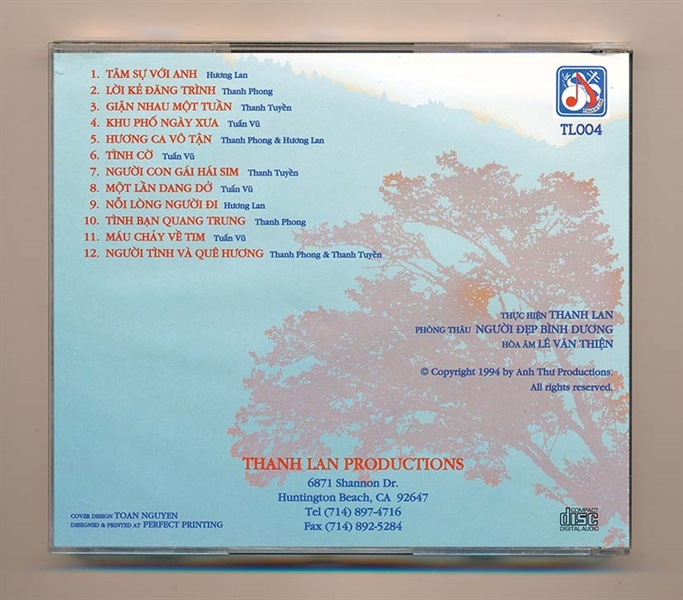 1. TÂM SỰ VỚI ANH Hương Lan
2. LỜI KẺ ĐĂNG TRÌNH Thanh Phong
3. GIẬN NHAU MỘT TUẦN Thanh Tuyền
4. KHU PHỐ NGÀY XƯA Tuấn Vũ
5. HƯƠNG CA VÔ TẬN Thanh Phong & Hương Lan
6. TÌNH CỜ Tuấn Vũ
7. NGƯỜI CON GÁI HÁI SIM Thanh Tuyền
8. MỘT LẦN DANG DỞ Tuấn Vũ
9. NỖI LÒNG NGƯỜI ĐI Hương Lan
10. TÌNH BẠN QUANG TRUNG Thanh Phong
11. MÁU CHẢY VỀ TIM Tuấn Vũ
12. NGƯỜI TÌNH VÀ QUÊ HƯƠNG Thanh Phong & Thanh Tuyền
TL004
THỰC HIỆN THANH LAN
PHÒNG THÂU NGƯỜI ĐẸP BÌNH DƯƠNG
HÒA ÂM LÊ VĂN THIỆN
© Copyright 1994 by Anh Thư Productions.
All rights reserved.
THANH LAN PRODUCTIONS
6871 Shannon Dr.
Huntington Beach, CA 92647
Tel (714) 897-4716
Fax (714) 892-5284
COVER DESIGN TOAN NGUYEN
DESIGNED & PRINTED AT PERFECT PRINTING
COMPACT
disc
DIGITAL AUDIO